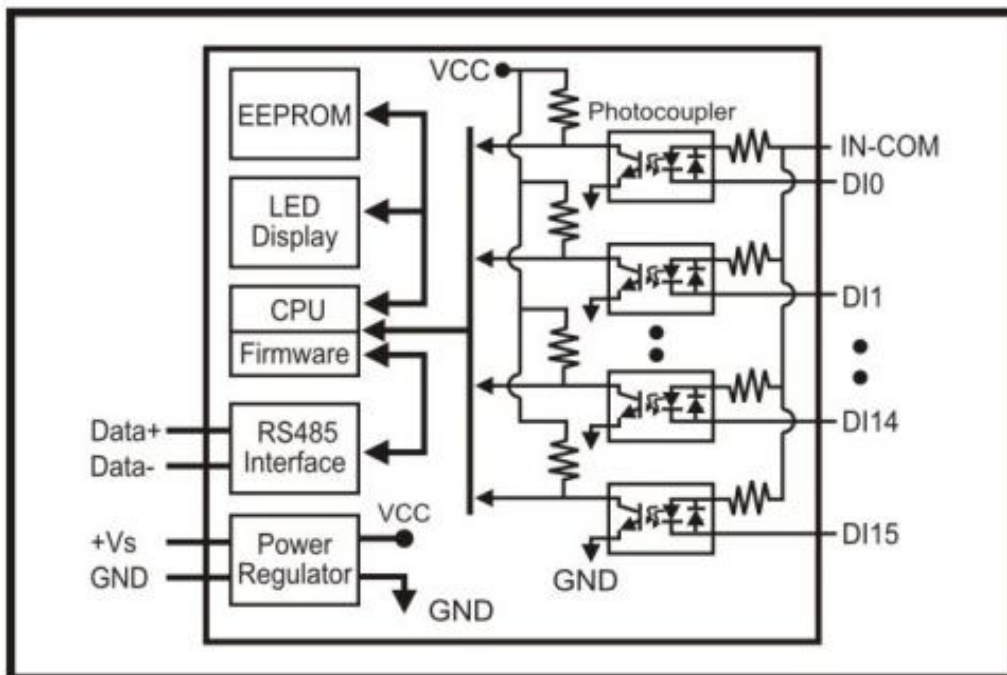 VCC
EEPROM
Photocoupler
IN-COM
DI0
LED
Display
DI1
CPU
Firmware
DI14
Data+
Data-
RS485
Interface
VCC
DI15
+Vs
GND
Power
Regulator
GND
GND